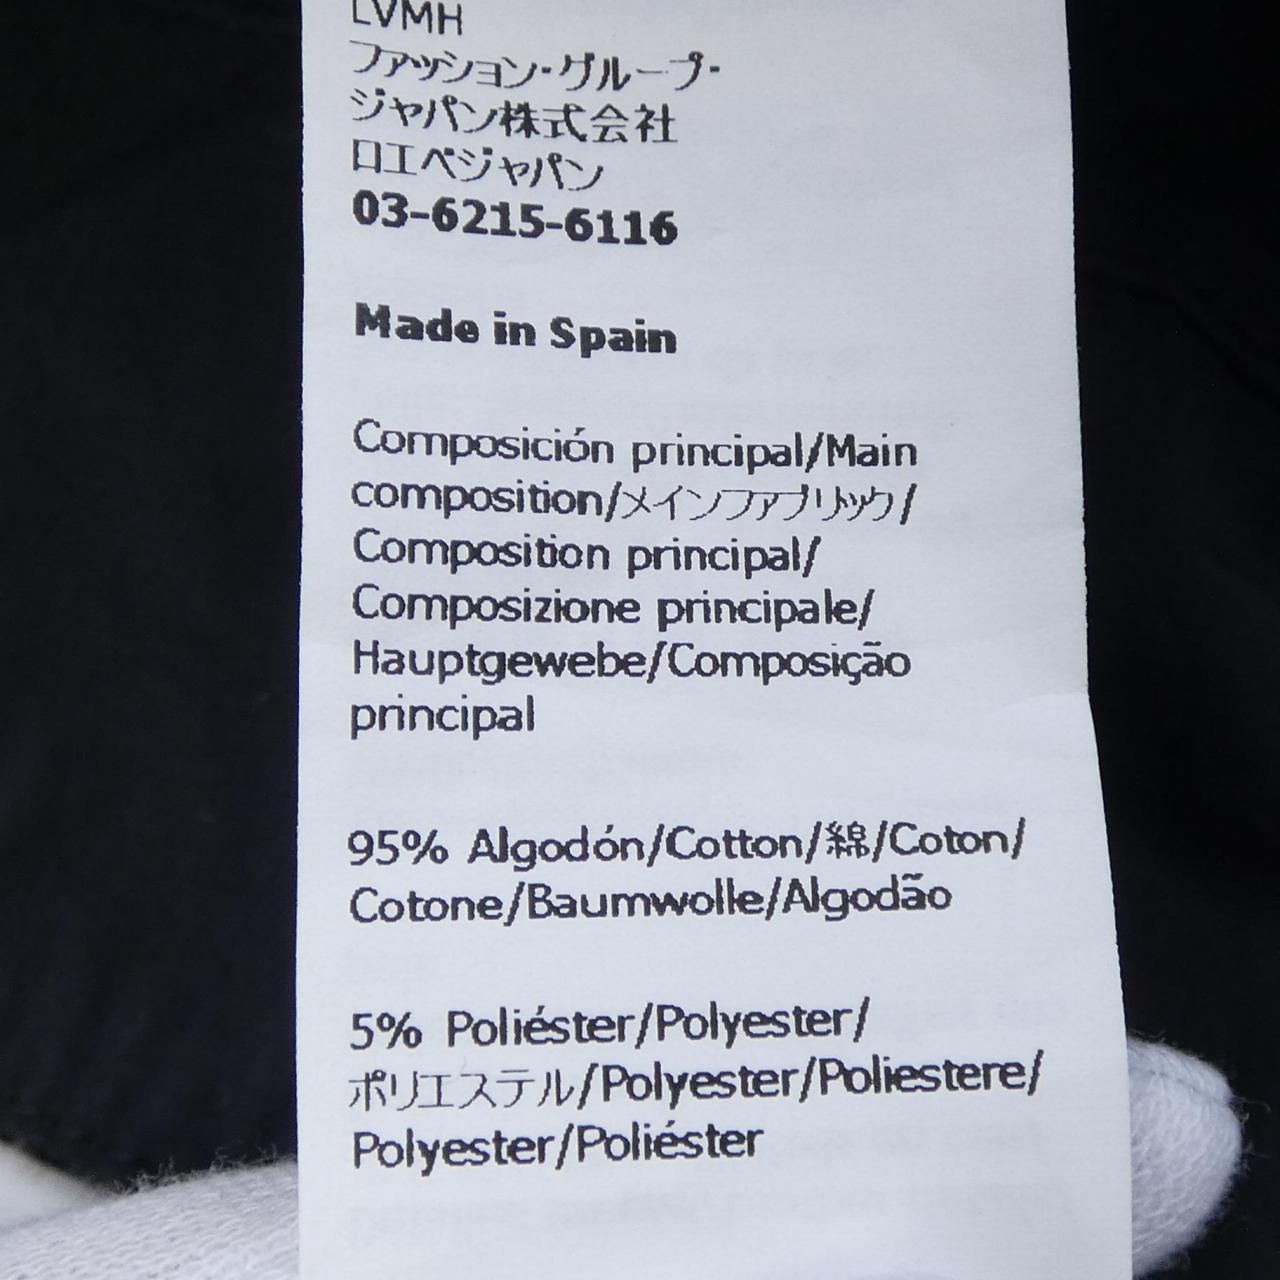 LVMH
ファッション・グループ・
ジャパン株式会社
ロエベジャパン
03-6215-6116
Made in Spain
Composición principal/Main
composition/メインファブリック/
Composition principal/
Composizione principale/
Hauptgewebe/Composição
principal
95% Algodón/Cotton/綿/Coton/
Cotone/Baumwolle/Algodão
5% Poliéster/Polyester/
ポリエステル/Polyester/Poliestere/
Polyester/Poliéster